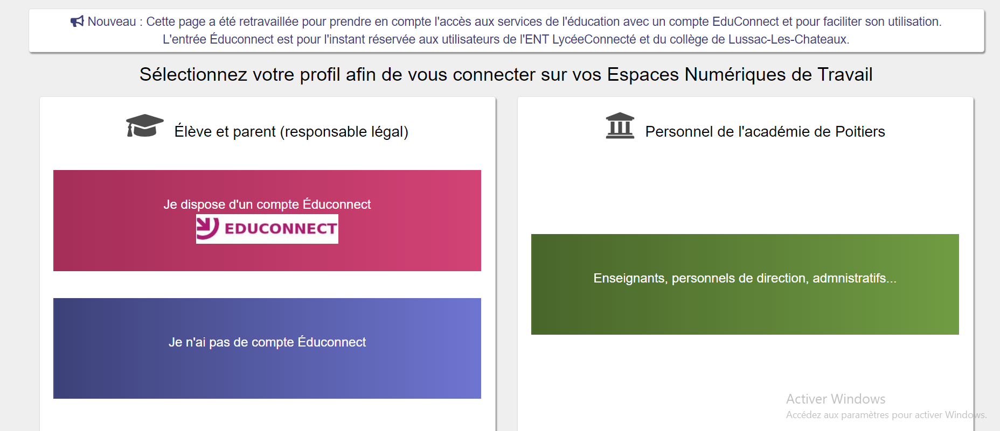 Nouveau : Cette page a été retravaillée pour prendre en compte l'accès aux services de l'éducation avec un compte EduConnect et pour faciliter son utilisation.
L'entrée Éduconnect est pour l'instant réservée aux utilisateurs de l'ENT LycéeConnecté et du collège de Lussac-Les-Chateaux.
Sélectionnez votre profil afin de vous connecter sur vos Espaces Numériques de Travail
Élève et parent (responsable légal)
Je dispose d'un compte Éduconnect
EDUCONNECT
Je n'ai pas de compte Éduconnect
Personnel de l'académie de Poitiers
Enseignants, personnels de direction, admnistratifs...
Activer Windows
Accédez aux paramètres pour activer Windows.